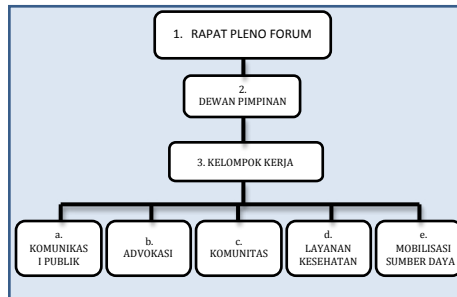 1. RAPAT PLENO FORUM
2.
DEWAN PIMPINAN
3. KELOMPOK KERJA
a.
KOMUNIKAS
I PUBLIK
b.
ADVOKASI
c.
KOMUNITAS
d.
LAYANAN
KESEHATAN
e.
MOBILISASI
SUMBER DAYA